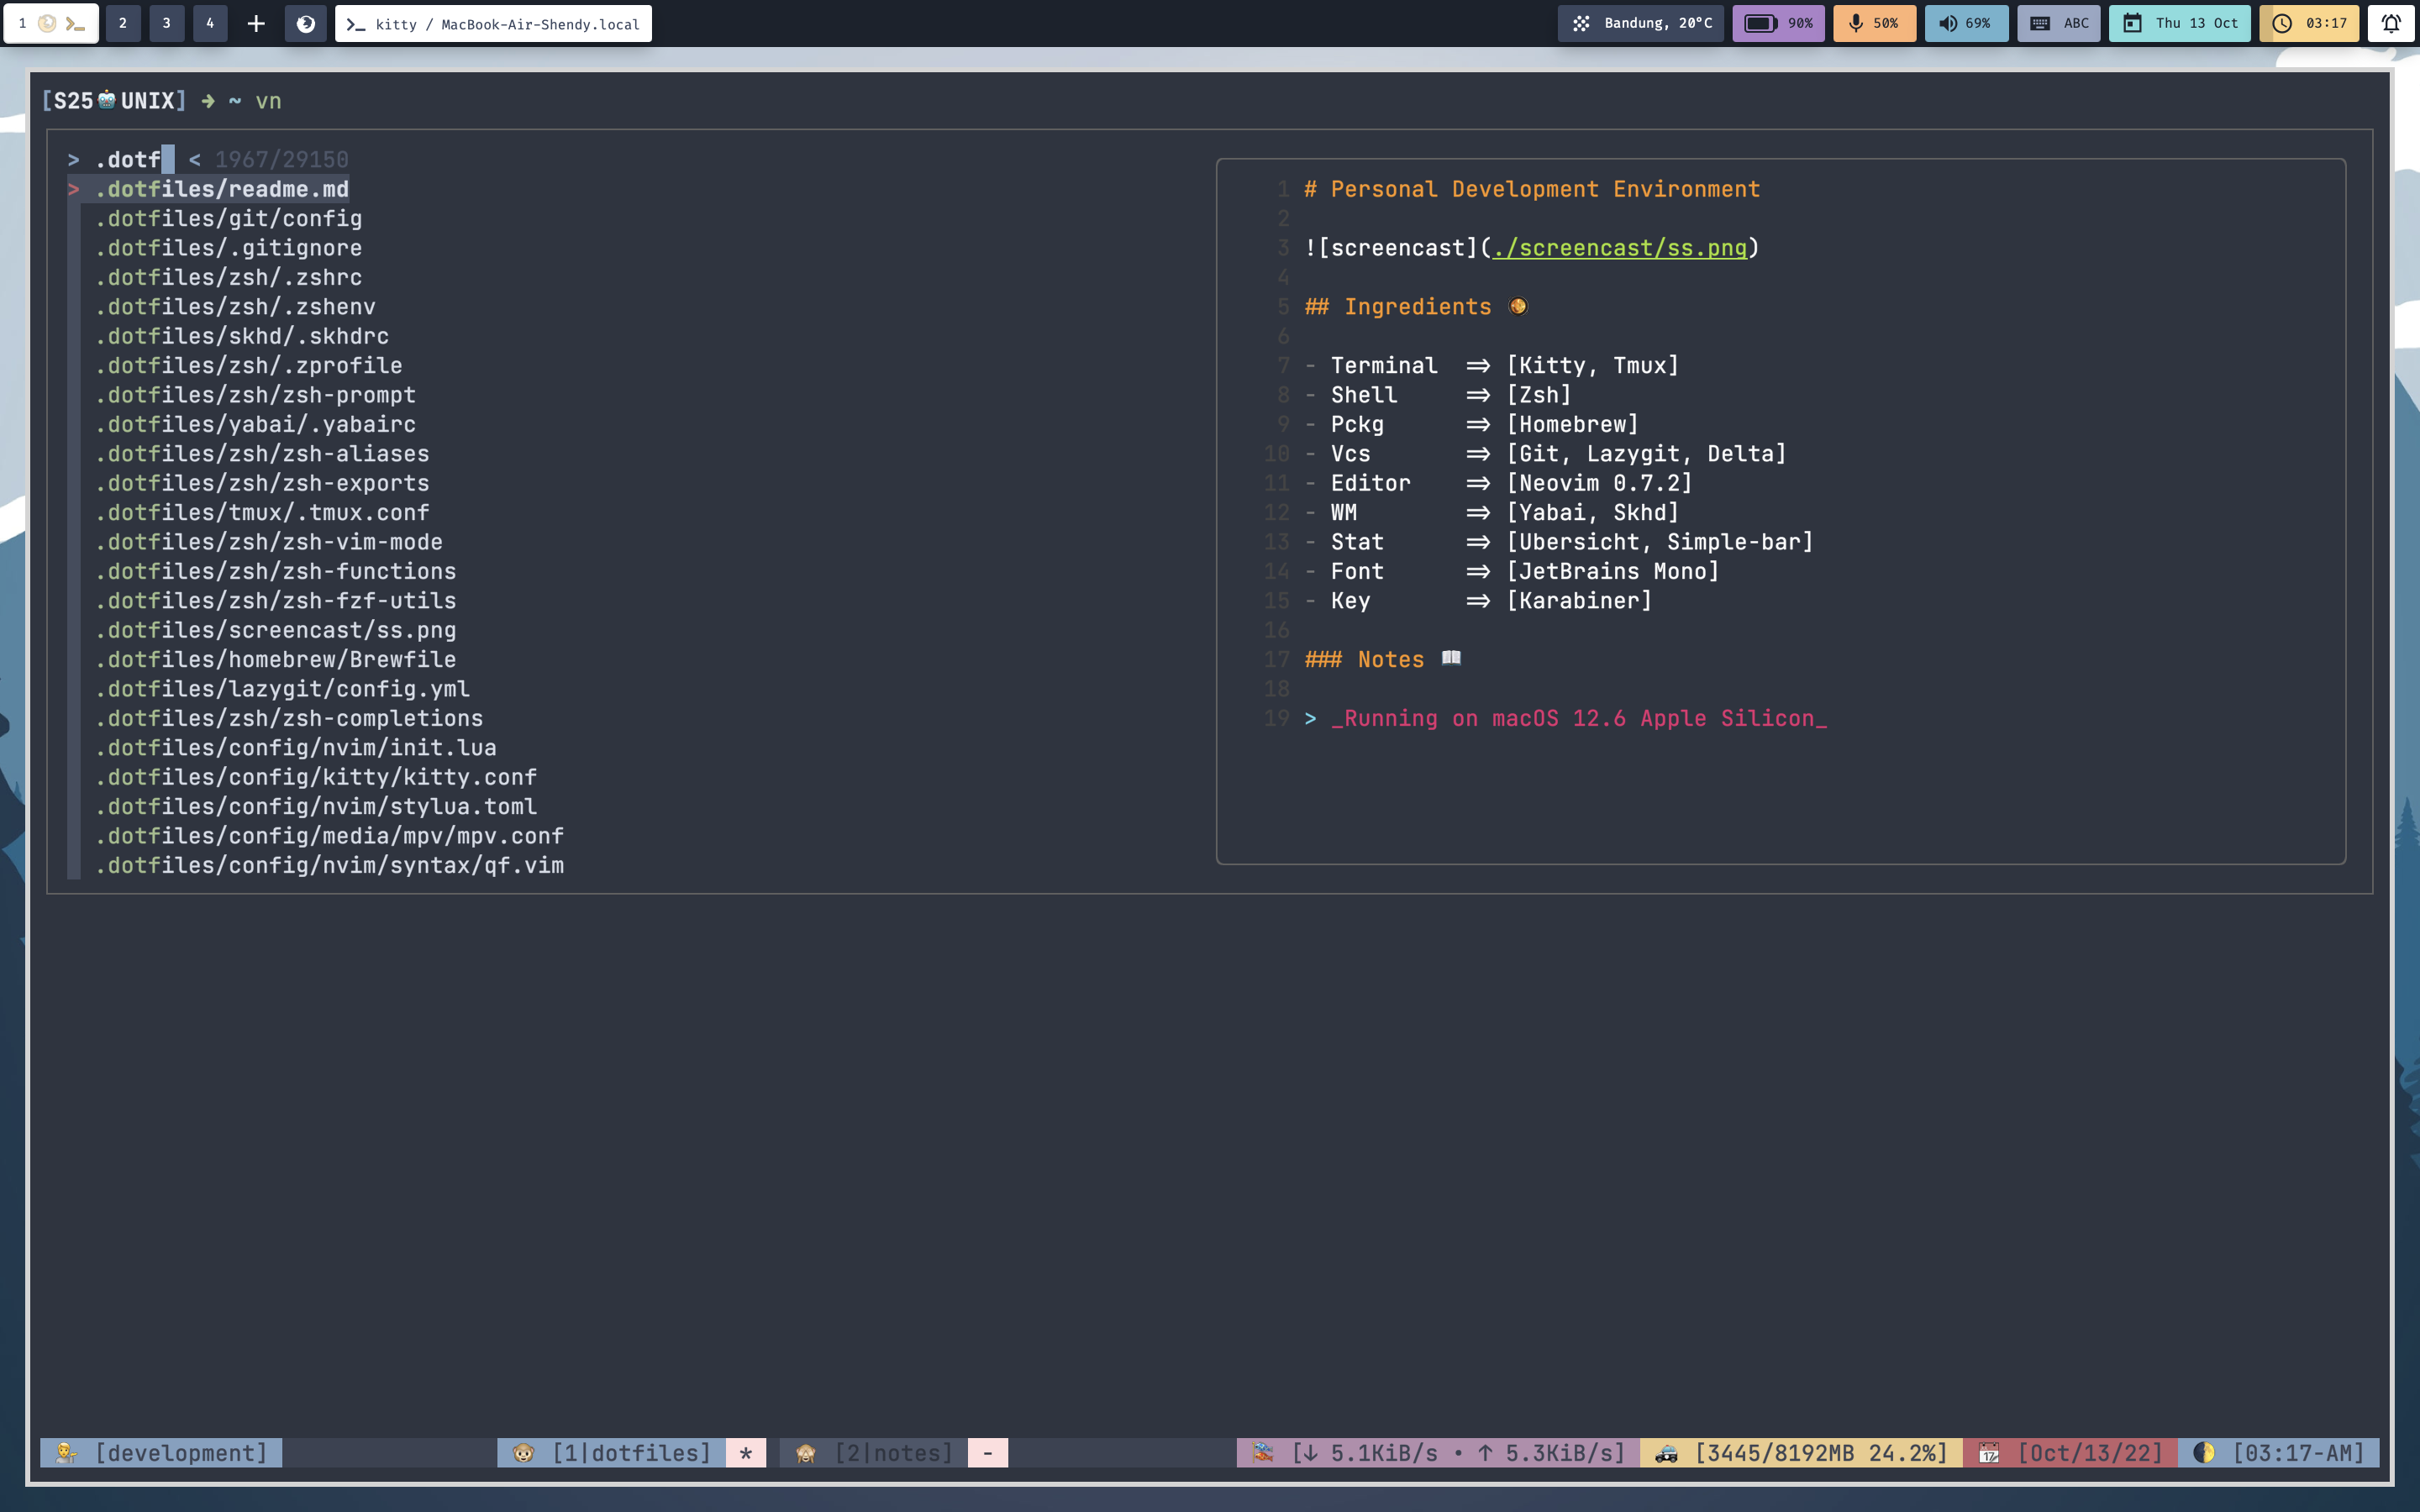 1 2 3 4 + kitty / MacBook-Air-Shendy.local Bandung, 20°C 90% 50% 69% ABC Thu 13 Oct 03:17
[S25🤖UNIX] → ~ vn
> .dotf < 1967/29150
> .dotfiles/readme.md
.dotfiles/git/config
.dotfiles/.gitignore
.dotfiles/zsh/.zshrc
.dotfiles/zsh/.zshenv
.dotfiles/skhd/.skhdrc
.dotfiles/zsh/.zprofile
.dotfiles/zsh/zsh-prompt
.dotfiles/yabai/.yabairc
.dotfiles/zsh/zsh-aliases
.dotfiles/zsh/zsh-exports
.dotfiles/tmux/.tmux.conf
.dotfiles/zsh/zsh-vim-mode
.dotfiles/zsh/zsh-functions
.dotfiles/zsh/zsh-fzf-utils
.dotfiles/screencast/ss.png
.dotfiles/homebrew/Brewfile
.dotfiles/lazygit/config.yml
.dotfiles/zsh/zsh-completions
.dotfiles/config/nvim/init.lua
.dotfiles/config/kitty/kitty.conf
.dotfiles/config/nvim/stylua.toml
.dotfiles/config/media/mpv/mpv.conf
.dotfiles/config/nvim/syntax/qf.vim
1 # Personal Development Environment
2
3 ![screencast](./screencast/ss.png)
4
5 ## Ingredients 🥘
6
7 - Terminal => [Kitty, Tmux]
8 - Shell => [Zsh]
9 - Pckg => [Homebrew]
10 - Vcs => [Git, Lazygit, Delta]
11 - Editor => [Neovim 0.7.2]
12 - WM => [Yabai, Skhd]
13 - Stat => [Ubersicht, Simple-bar]
14 - Font => [JetBrains Mono]
15 - Key => [Karabiner]
16
17 ### Notes 📖
18
19 > _Running on macOS 12.6 Apple Silicon_
[development] [1|dotfiles] * [2|notes] - [↓ 5.1KiB/s • ↑ 5.3KiB/s] [3445/8192MB 24.2%] [Oct/13/22] [03:17-AM]